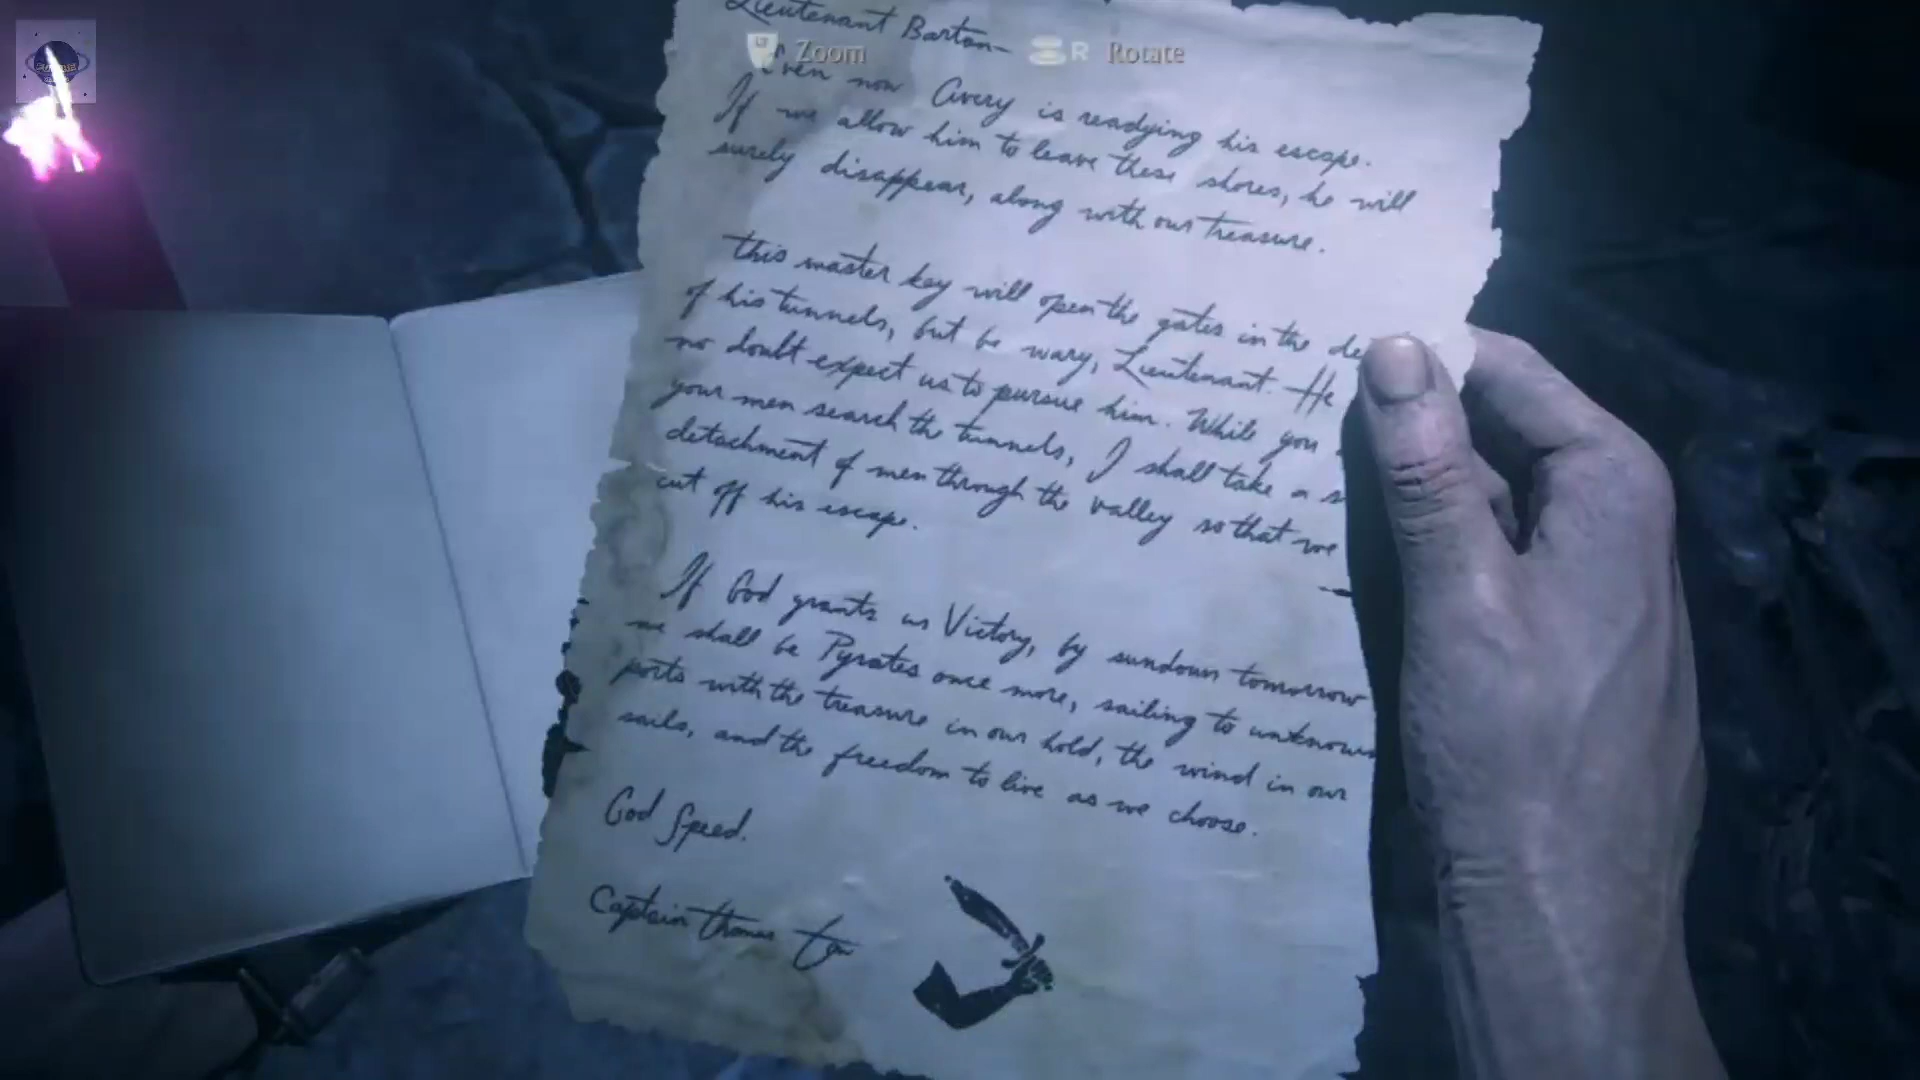 Lieutenant Barton-
LT Zoom R Rotate
Even now Avery is readying his escape.
If we allow him to leave these shores, he will
surely disappear, along with our treasure.
This master key will open the gates in the de
of his tunnels, but be wary, Lieutenant. He
no doubt expect us to pursue him. While you
your men search the tunnels, I shall take a s
detachment of men through the valley so that we
cut off his escape.
If God grants us Victory, by sundown tomorrow
we shall be Pyrates once more, sailing to unknown
ports with the treasure in our hold, the wind in our
sails, and the freedom to live as we choose.
God Speed.
Captain Thomas Tew